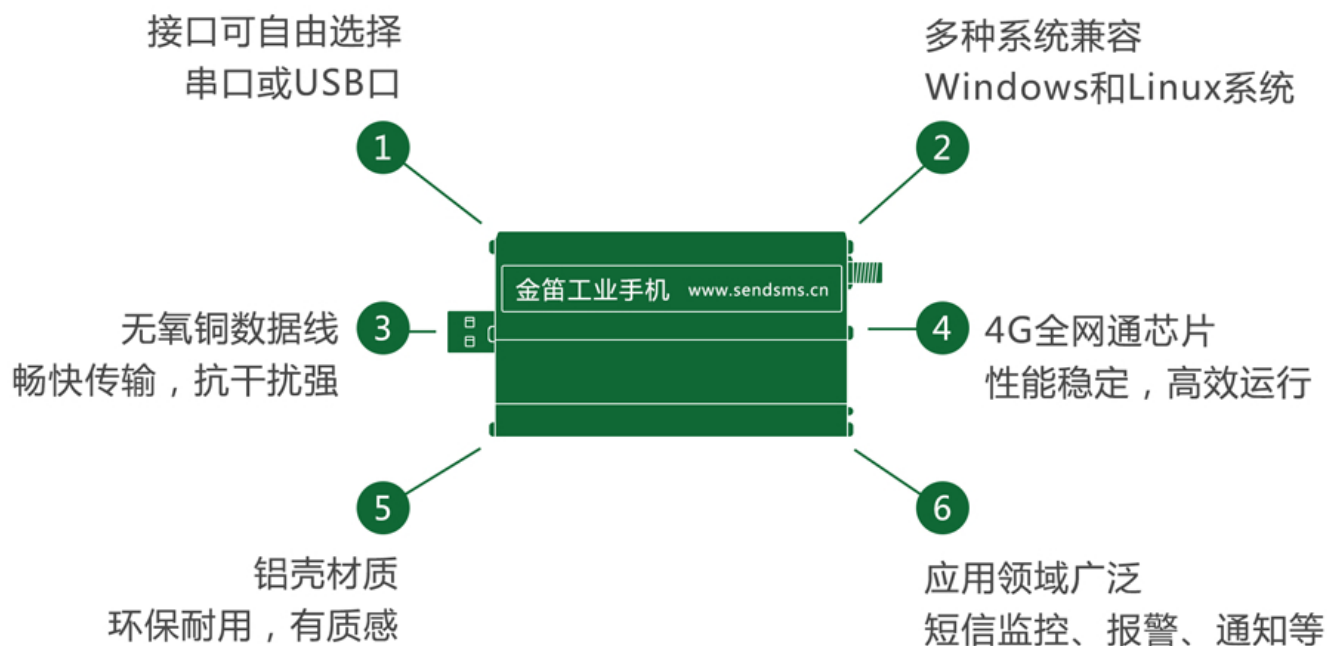 接口可自由选择
串口或USB口
1
多种系统兼容
Windows和Linux系统
2
金笛工业手机 www.sendsms.cn
无氧铜数据线
畅快传输，抗干扰强
3
4
4G全网通芯片
性能稳定，高效运行
5
铝壳材质
环保耐用，有质感
6
应用领域广泛
短信监控、报警、通知等